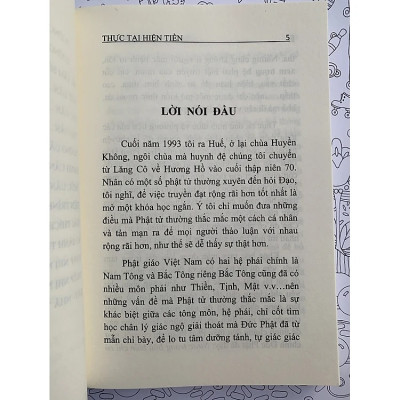 THỰC TẠI HIỆN TIỀN 5
LỜI NÓI ĐẦU
Cuối năm 1993 tôi ra Huế, ở lại chùa Huyền
Không, ngôi chùa mà huynh đệ chúng tôi chuyển
từ Lăng Cô về Hương Hồ vào cuối thập niên 70.
Nhân có một số phật tử thường xuyên đến hỏi Đạo,
tôi nghĩ, để việc truyền đạt rộng rãi hơn tốt nhất là
mở một khóa học ngắn. Ý tôi chỉ muốn đưa những
điều mà Phật tử thường thắc mắc một cách cá nhân
và tản mạn ra để mọi người thảo luận với nhau rộng
rãi hơn, như thế sẽ dễ thấy sự thật hơn.
Phật giáo Việt Nam có hai hệ phái chính là
Nam Tông và Bắc Tông riêng Bắc Tông cũng đã có
nhiều môn phái như Thiền, Tịnh, Mật v.v...nên
những vấn đề mà Phật tử thường thắc mắc là sự
khác biệt giữa các tông môn, hệ phái, chỉ cốt tìm
học chân lý giác ngộ giải thoát mà Đức Phật đã từ
mẫn chỉ bày, để lo tu tâm dưỡng tánh, tự giác giác